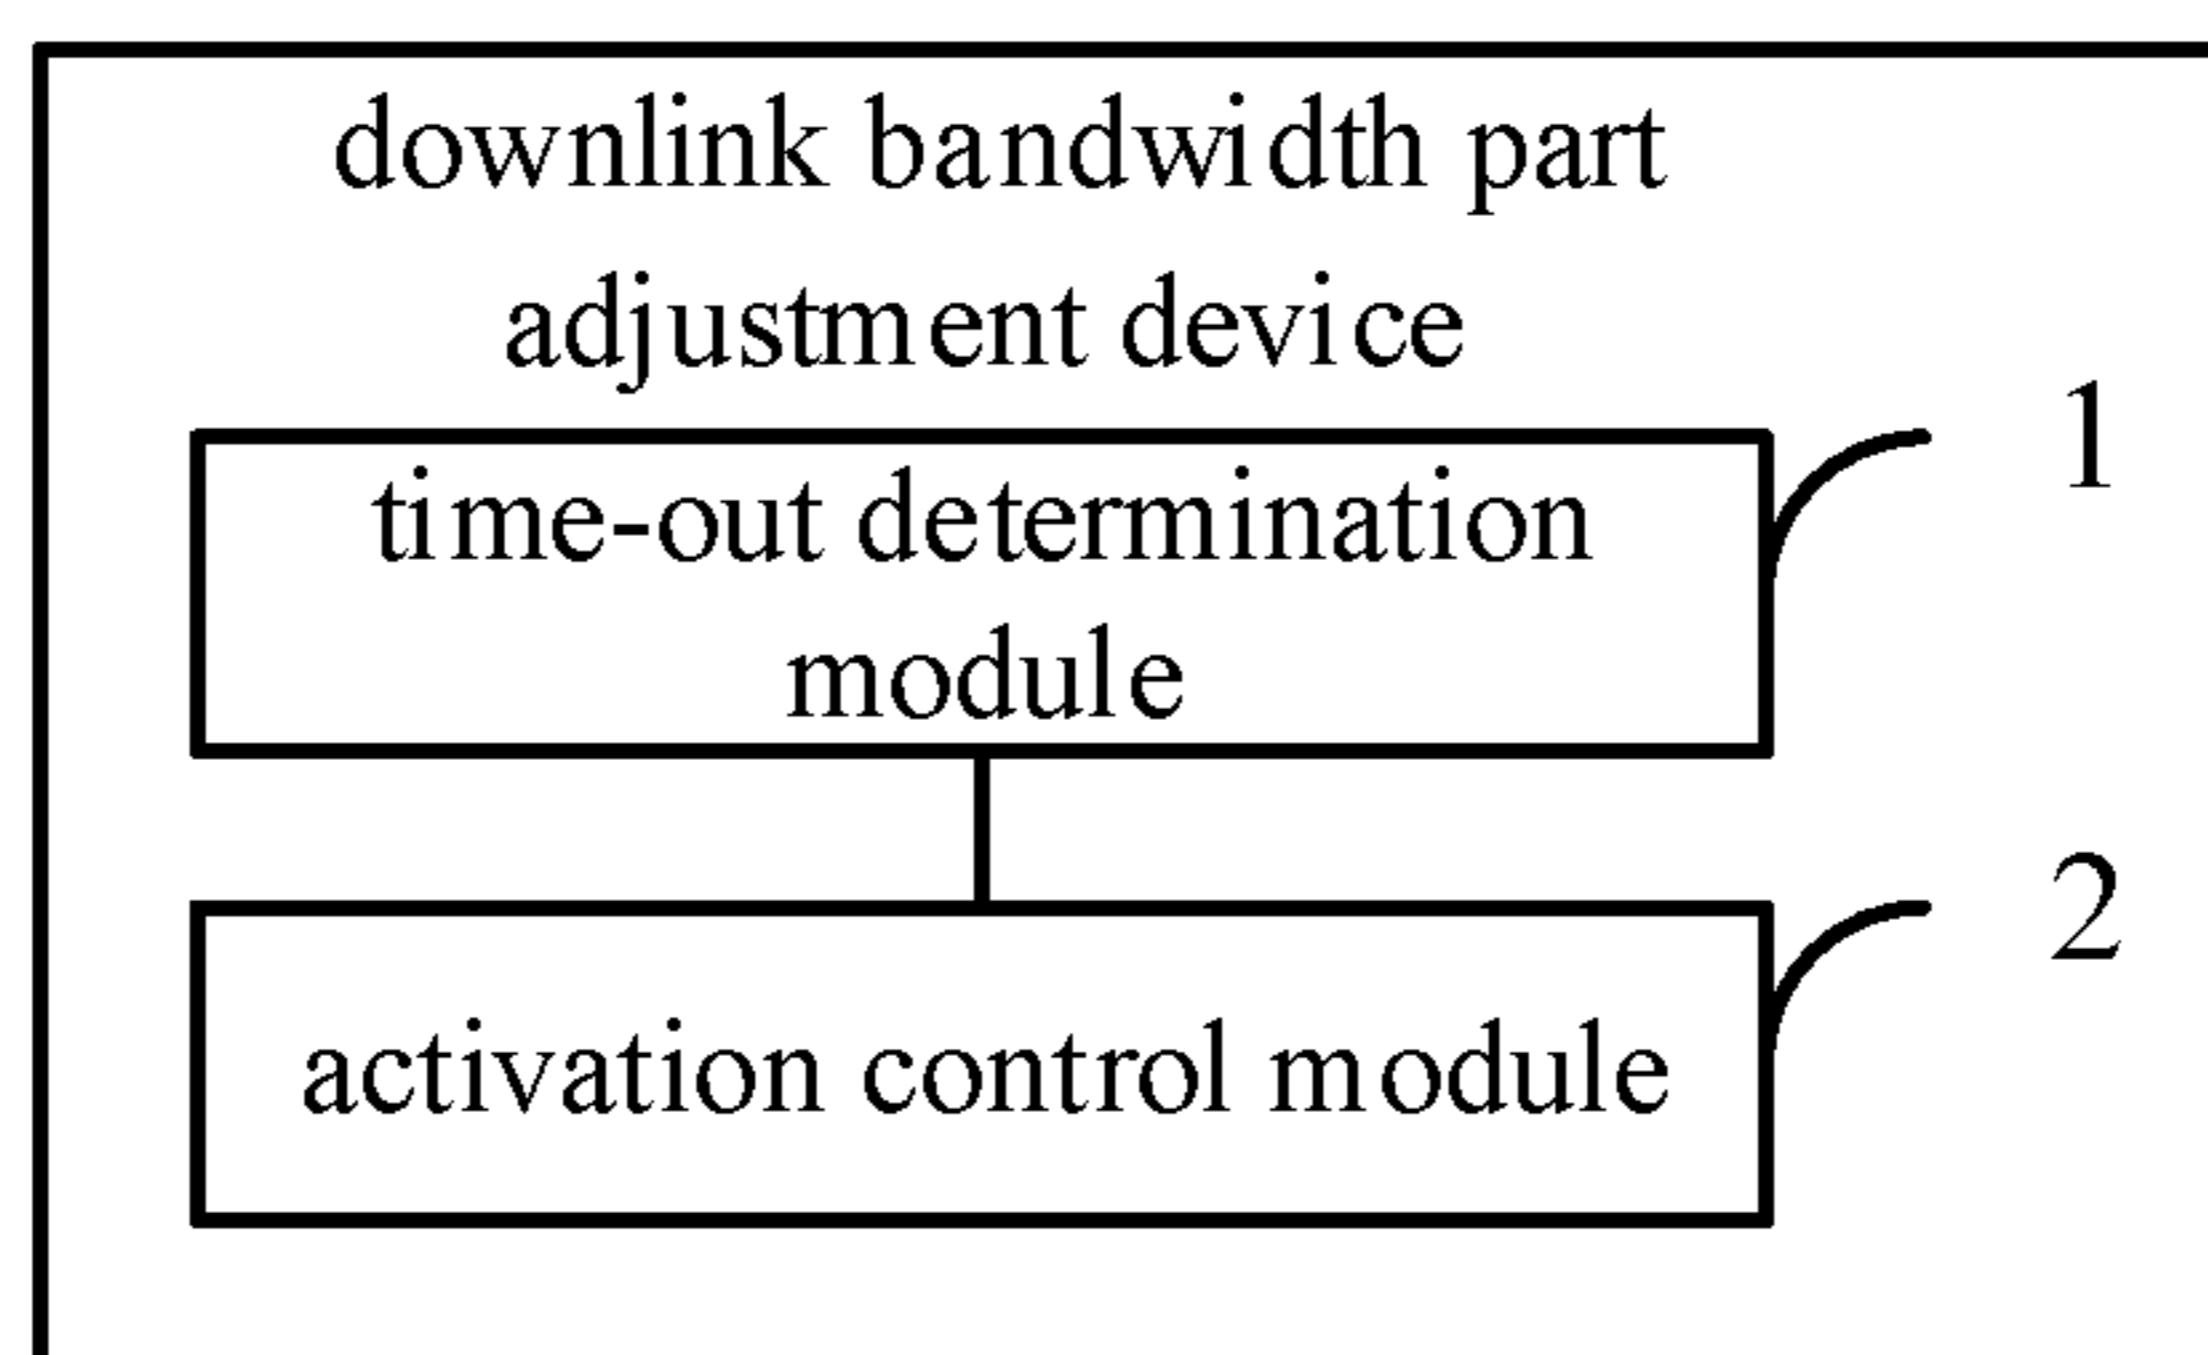 downlink bandwidth part
adjustment device
1
time-out determination
module
2
activation control module